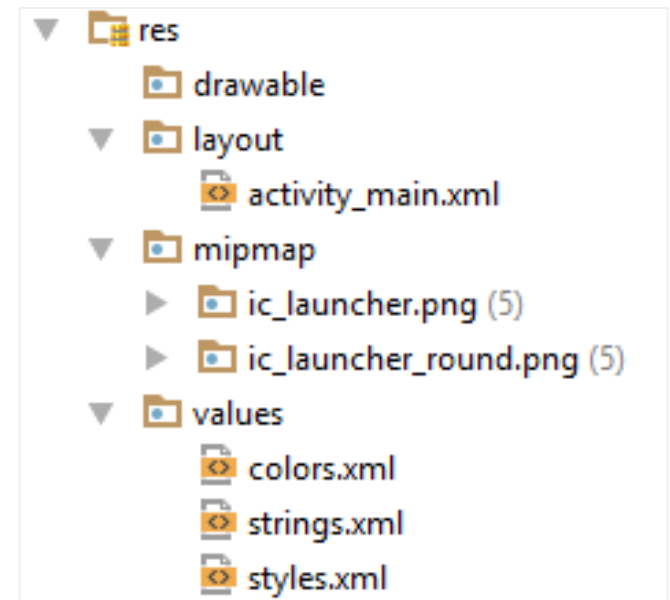 res
drawable
layout
activity_main.xml
mipmap
ic_launcher.png (5)
ic_launcher_round.png (5)
values
colors.xml
strings.xml
styles.xml